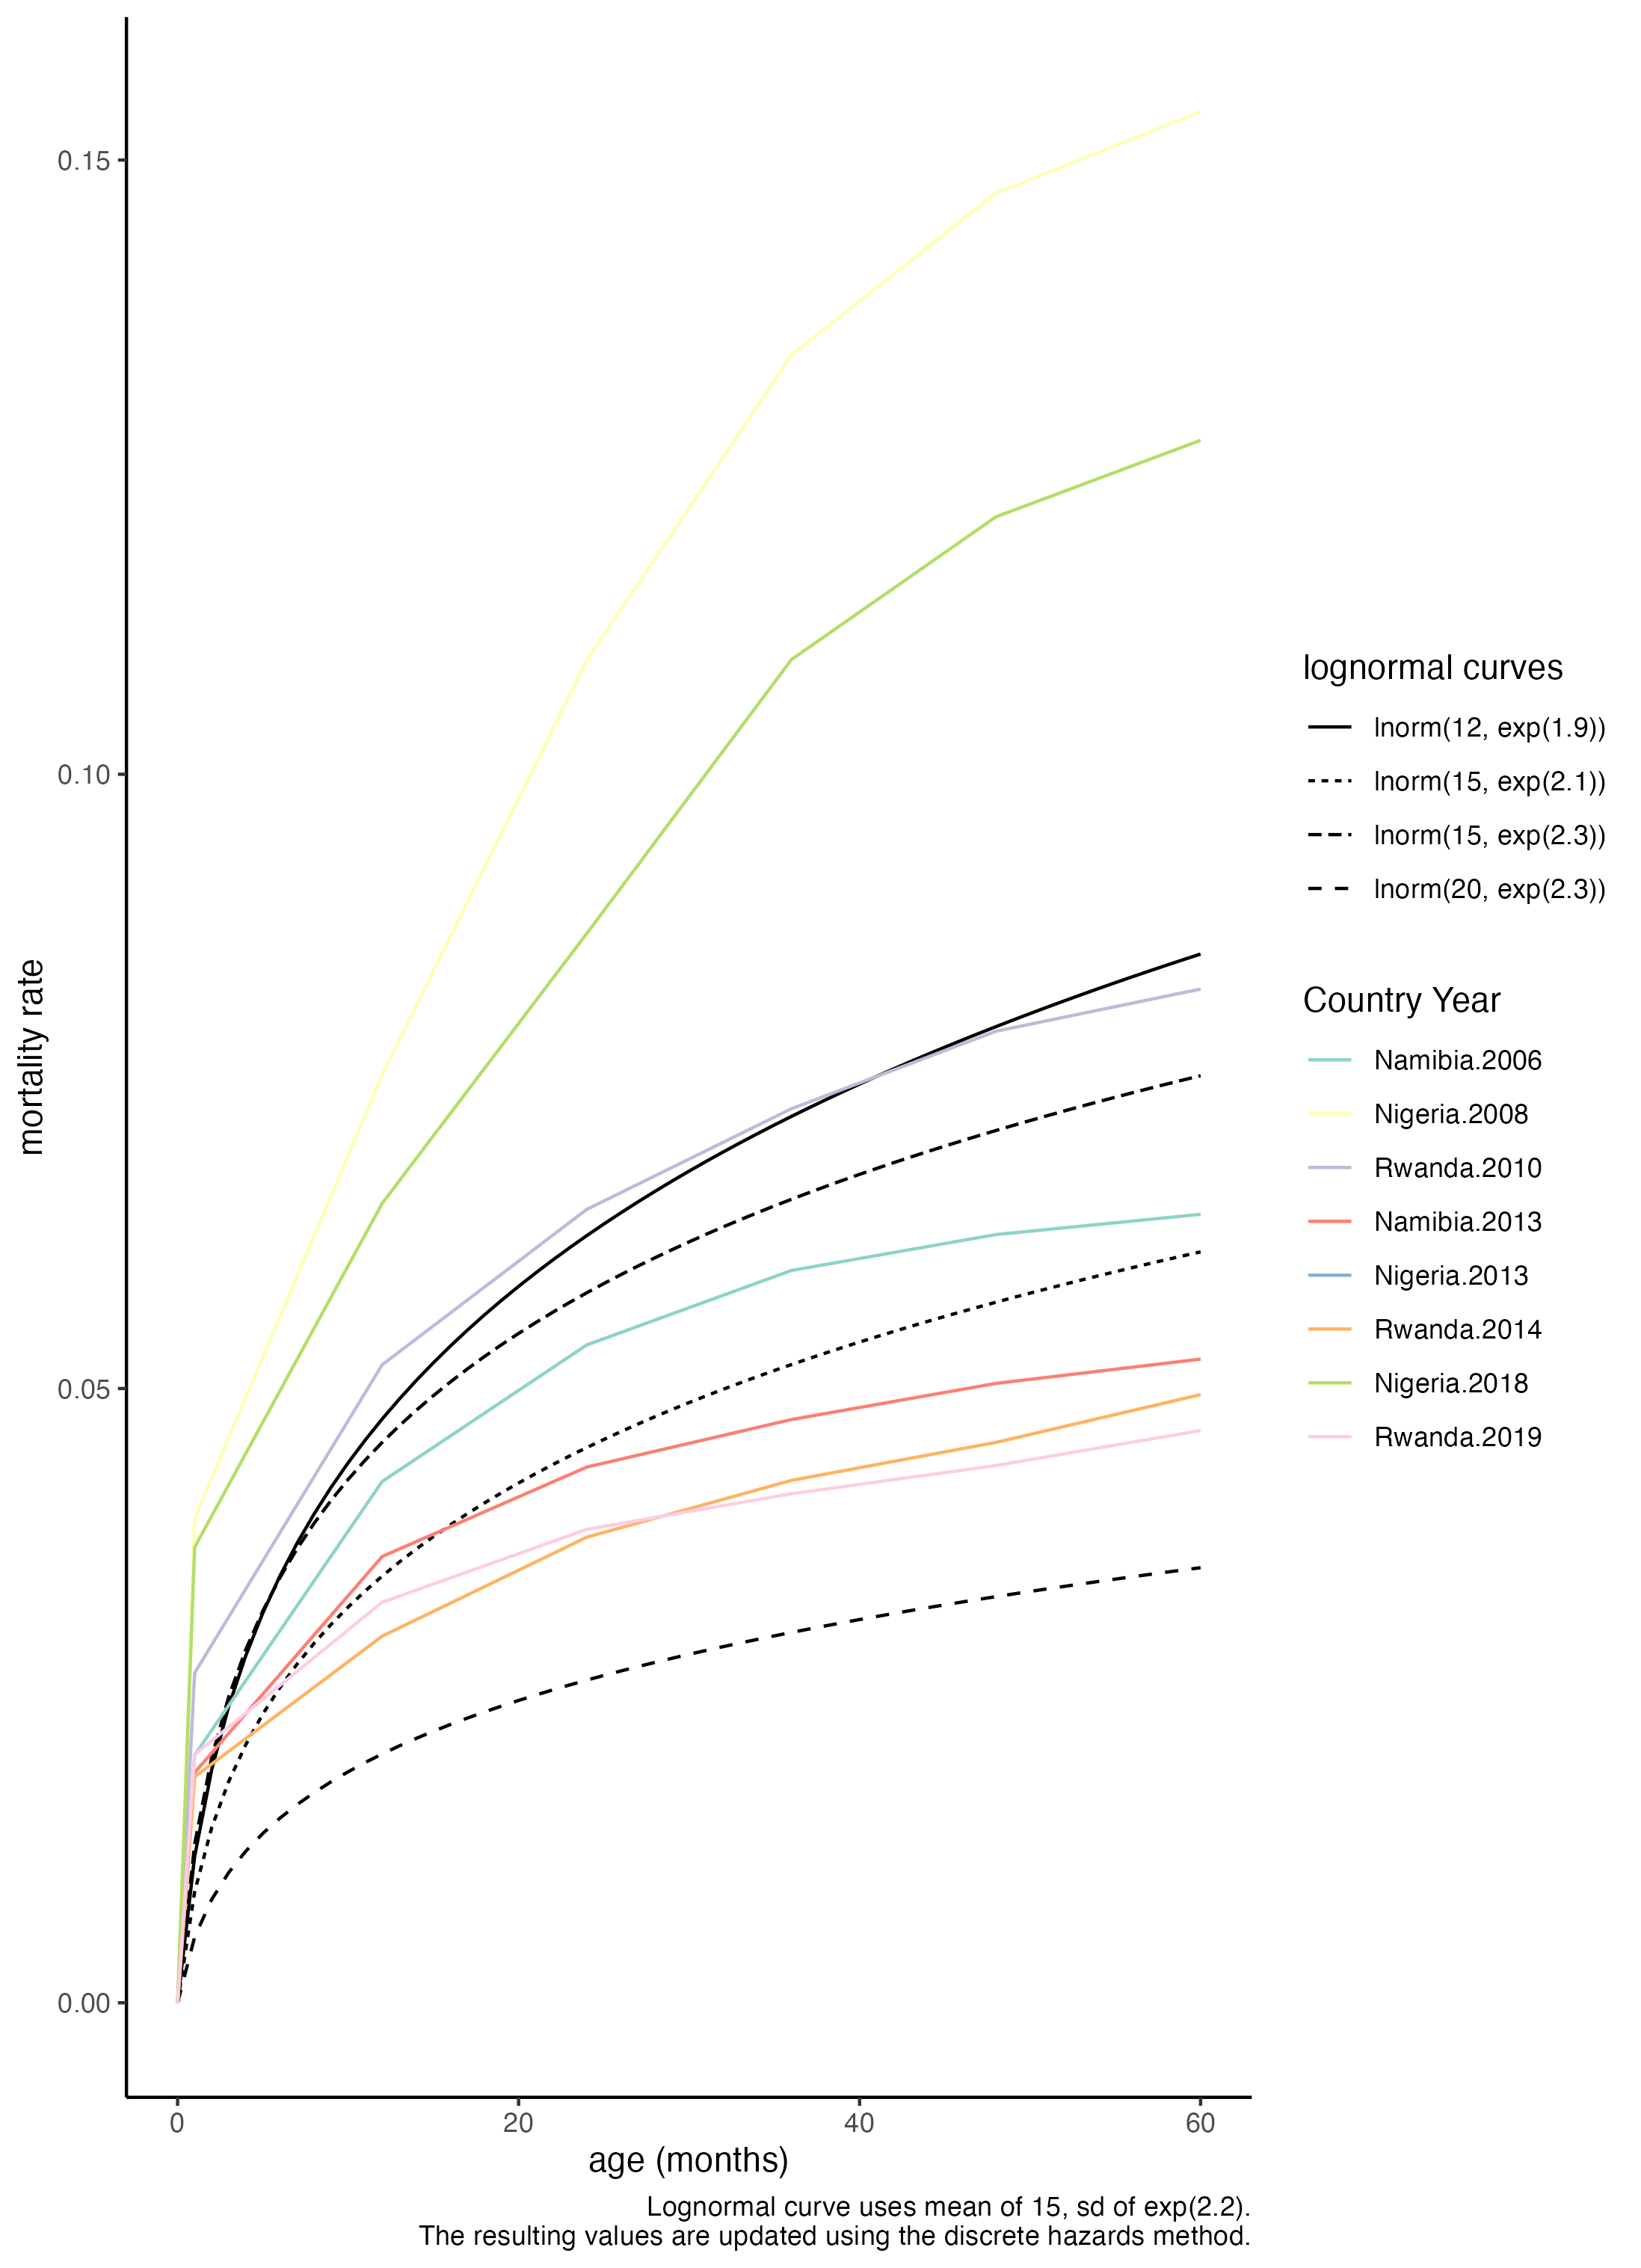 0.15
0.10
0.05
0.00
mortality rate
0
20
40
60
age (months)
lognormal curves
lnorm(12, exp(1.9))
lnorm(15, exp(2.1))
lnorm(15, exp(2.3))
lnorm(20, exp(2.3))
Country Year
Namibia.2006
Nigeria.2008
Rwanda.2010
Namibia.2013
Nigeria.2013
Rwanda.2014
Nigeria.2018
Rwanda.2019
Lognormal curve uses mean of 15, sd of exp(2.2).
The resulting values are updated using the discrete hazards method.